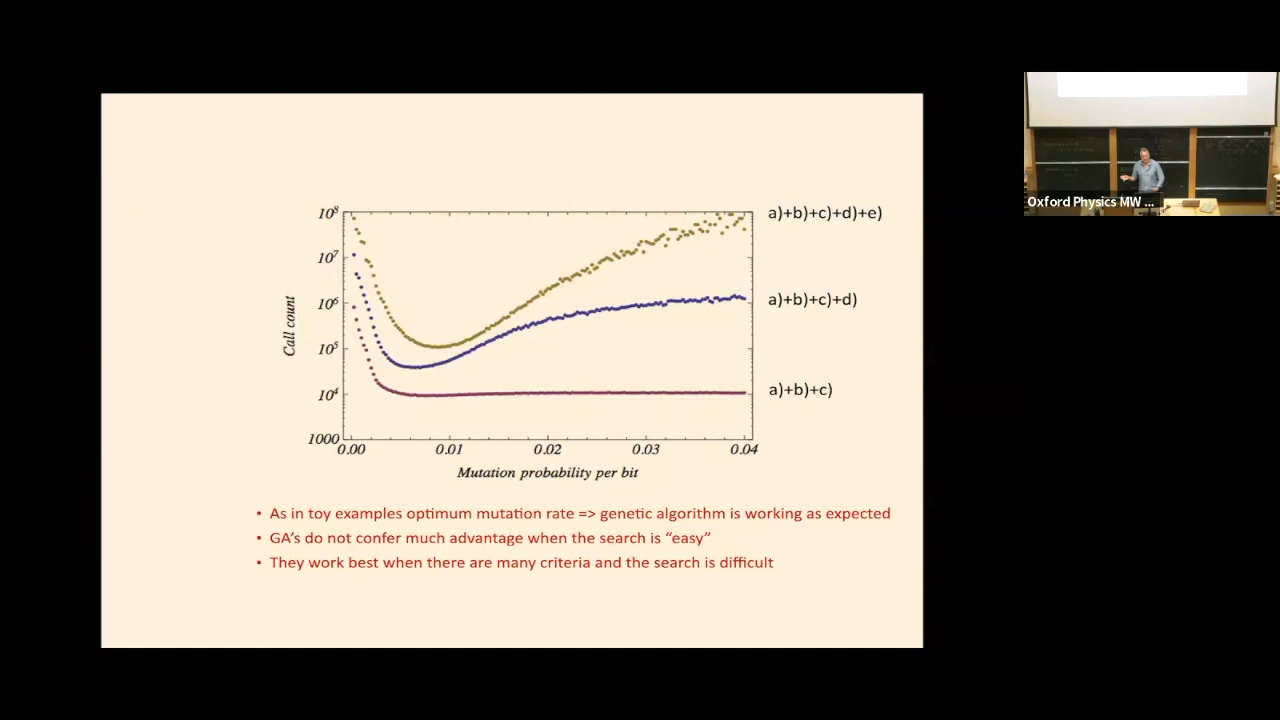 10⁸
10⁷
10⁶
10⁵
10⁴
1000
Call count
0.00 0.01 0.02 0.03 0.04
Mutation probability per bit
a)+b)+c)+d)+e)
a)+b)+c)+d)
a)+b)+c)
• As in toy examples optimum mutation rate => genetic algorithm is working as expected
• GA's do not confer much advantage when the search is “easy”
• They work best when there are many criteria and the search is difficult
Oxford Physics MW ...